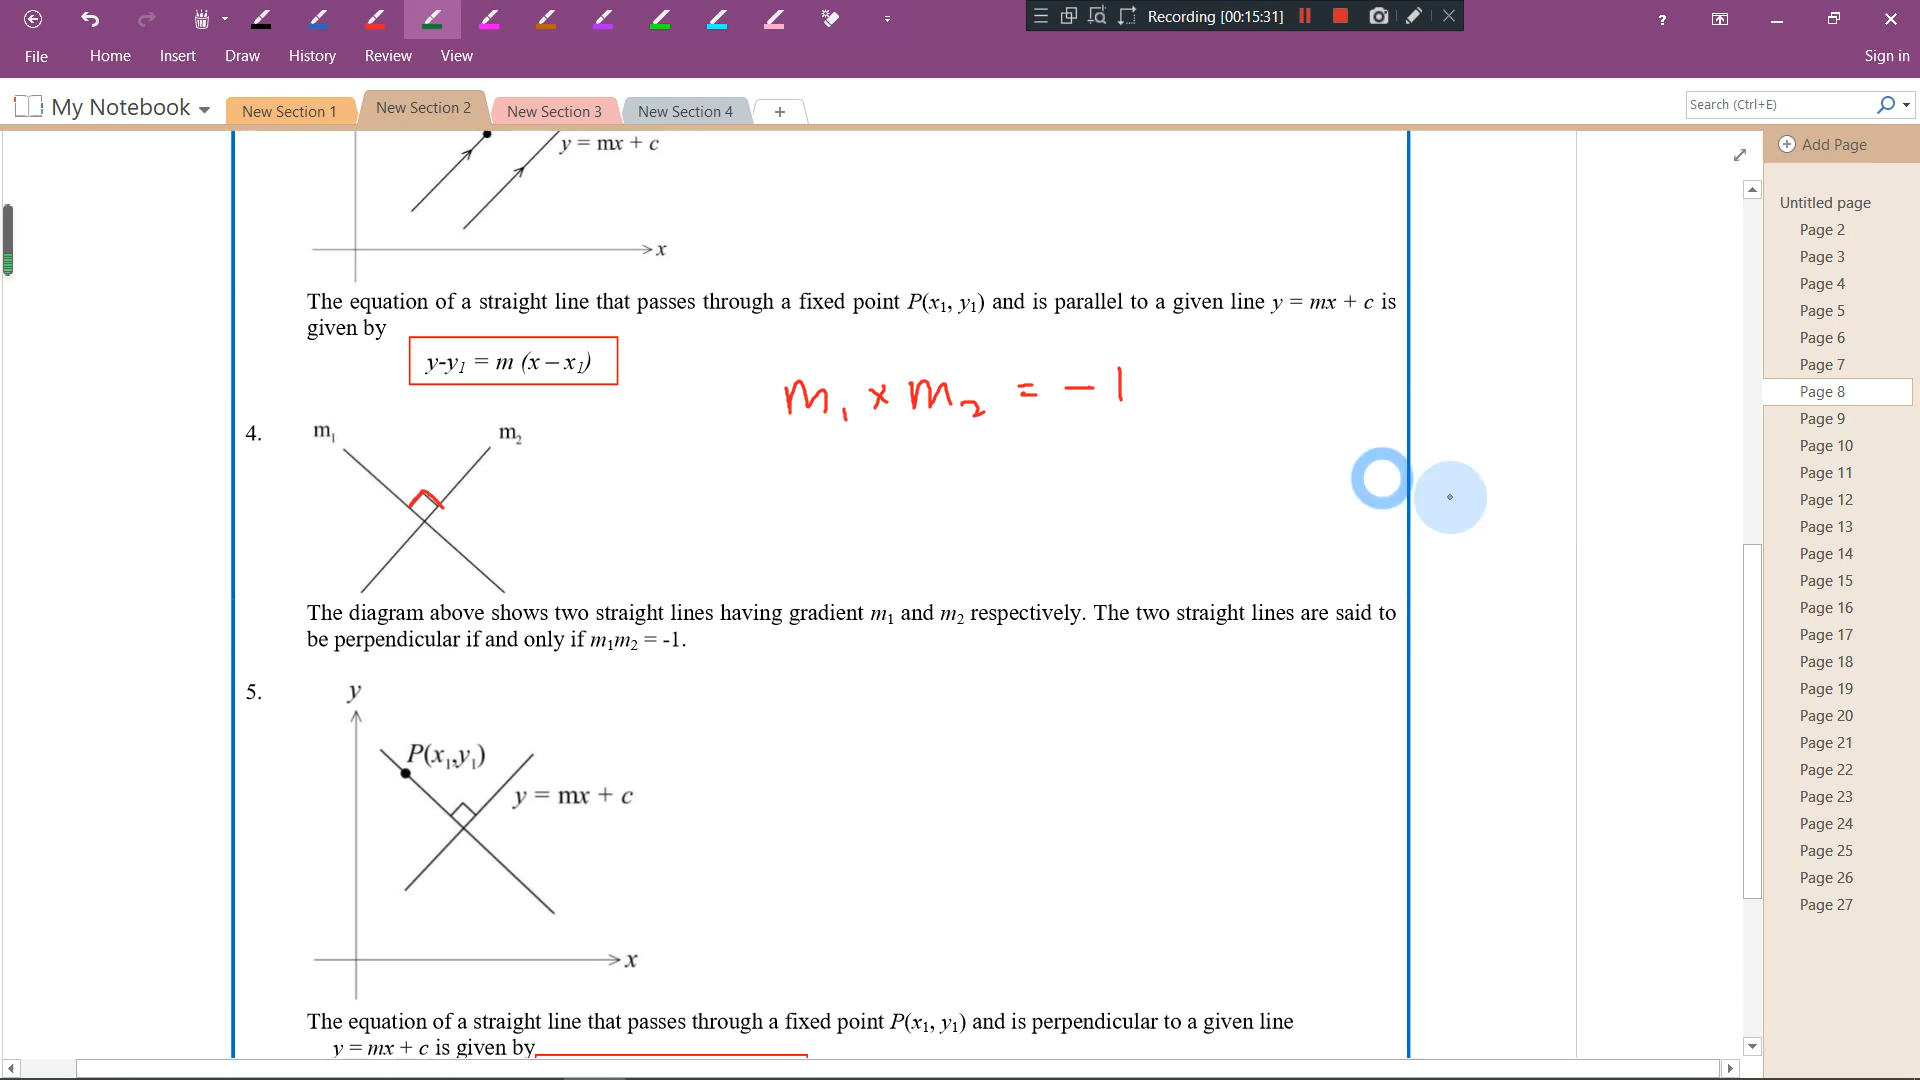 Recording [00:15:31]
?
File
Home
Insert
Draw
History
Review
View
Sign in
My Notebook
New Section 1
New Section 2
New Section 3
New Section 4
+
Search (Ctrl+E)
y = mx + c
x
The equation of a straight line that passes through a fixed point P(x₁, y₁) and is parallel to a given line y = mx + c is
given by
y-y₁ = m (x – x₁)
m₁ × m₂ = -1
4.
m₁
m₂
The diagram above shows two straight lines having gradient m₁ and m₂ respectively. The two straight lines are said to
be perpendicular if and only if m₁m₂ = -1.
5.
y
P(x₁,y₁)
y = mx + c
x
The equation of a straight line that passes through a fixed point P(x₁, y₁) and is perpendicular to a given line
y = mx + c is given by
Add Page
Untitled page
Page 2
Page 3
Page 4
Page 5
Page 6
Page 7
Page 8
Page 9
Page 10
Page 11
Page 12
Page 13
Page 14
Page 15
Page 16
Page 17
Page 18
Page 19
Page 20
Page 21
Page 22
Page 23
Page 24
Page 25
Page 26
Page 27